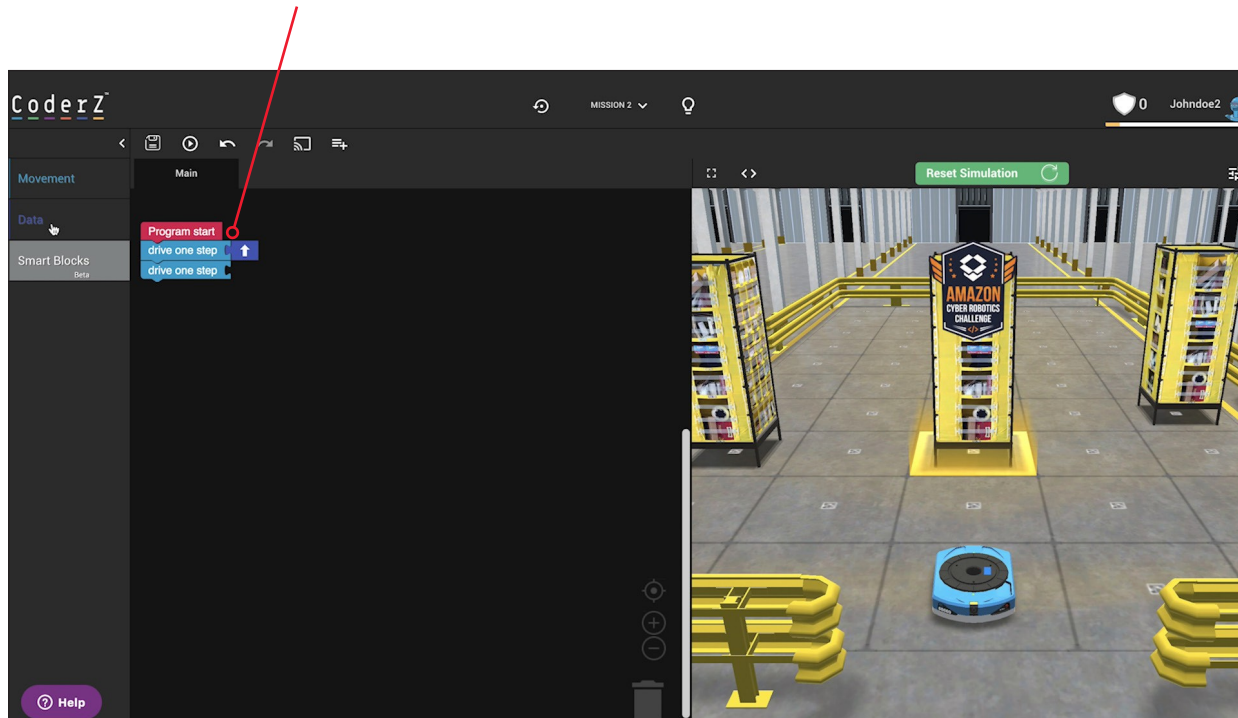 CoderZ™
MISSION 2
0
Johndoe2
Main
Reset Simulation
Movement
Data
Smart Blocks
Beta
Program start
drive one step
drive one step
AMAZON
CYBER ROBOTICS
CHALLENGE
</>
Help